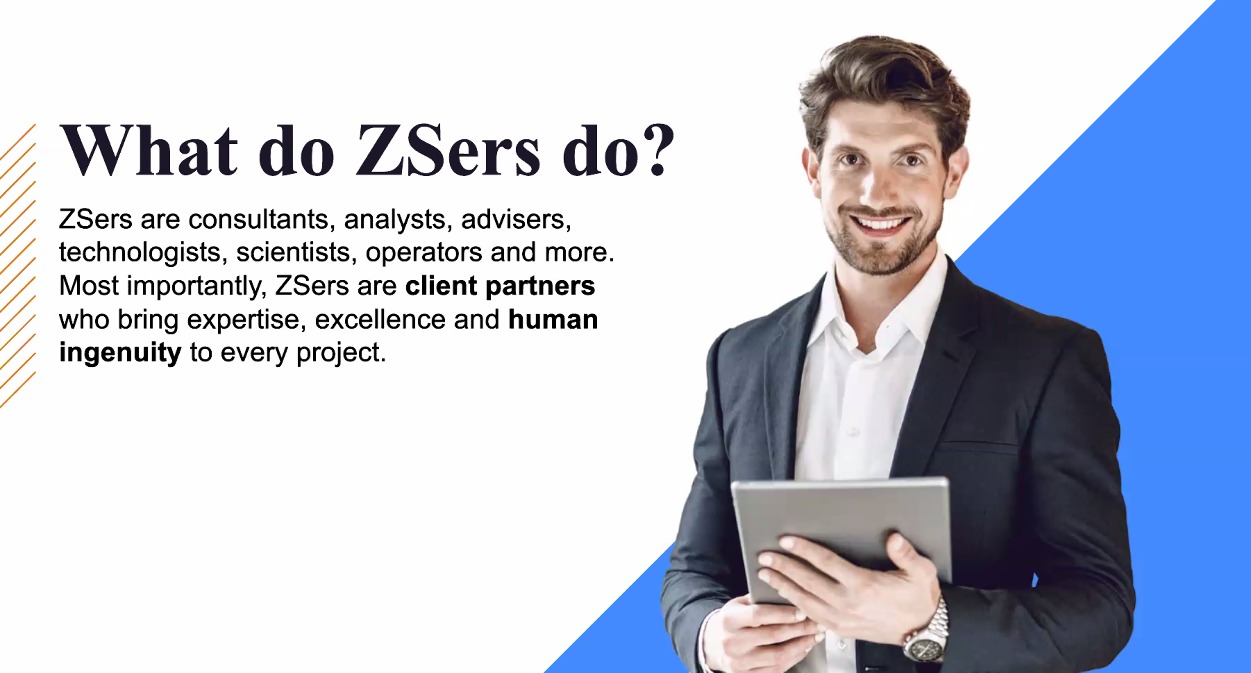 What do ZSers do?
ZSers are consultants, analysts, advisers,
technologists, scientists, operators and more.
Most importantly, ZSers are client partners
who bring expertise, excellence and human
ingenuity to every project.